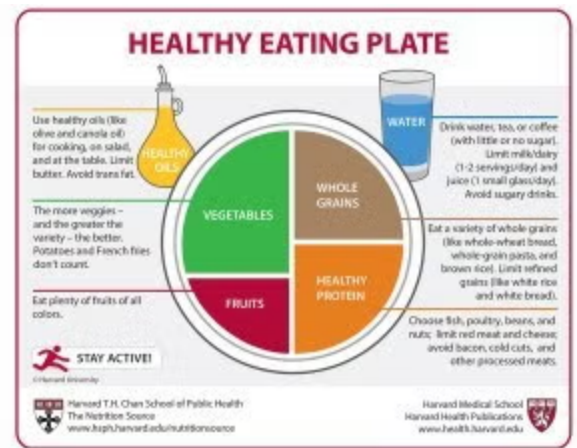 HEALTHY EATING PLATE
Use healthy oils (like
olive and canola oil)
for cooking, on salad,
and at the table. Limit
butter. Avoid trans fat.
HEALTHY
OILS
The more veggies –
and the greater the
variety – the better.
Potatoes and French fries
don't count.
Eat plenty of fruits of all
colors.
VEGETABLES
FRUITS
WHOLE
GRAINS
HEALTHY
PROTEIN
WATER
Drink water, tea, or coffee
(with little or no sugar).
Limit milk/dairy
(1-2 servings/day) and
juice (1 small glass/day).
Avoid sugary drinks.
Eat a variety of whole grains
(like whole-wheat bread,
whole-grain pasta, and
brown rice). Limit refined
grains (like white rice
and white bread).
Choose fish, poultry, beans, and
nuts; limit red meat and cheese;
avoid bacon, cold cuts, and
other processed meats.
STAY ACTIVE!
© Harvard University
Harvard T.H. Chan School of Public Health
The Nutrition Source
www.hsph.harvard.edu/nutritionsource
Harvard Medical School
Harvard Health Publications
www.health.harvard.edu